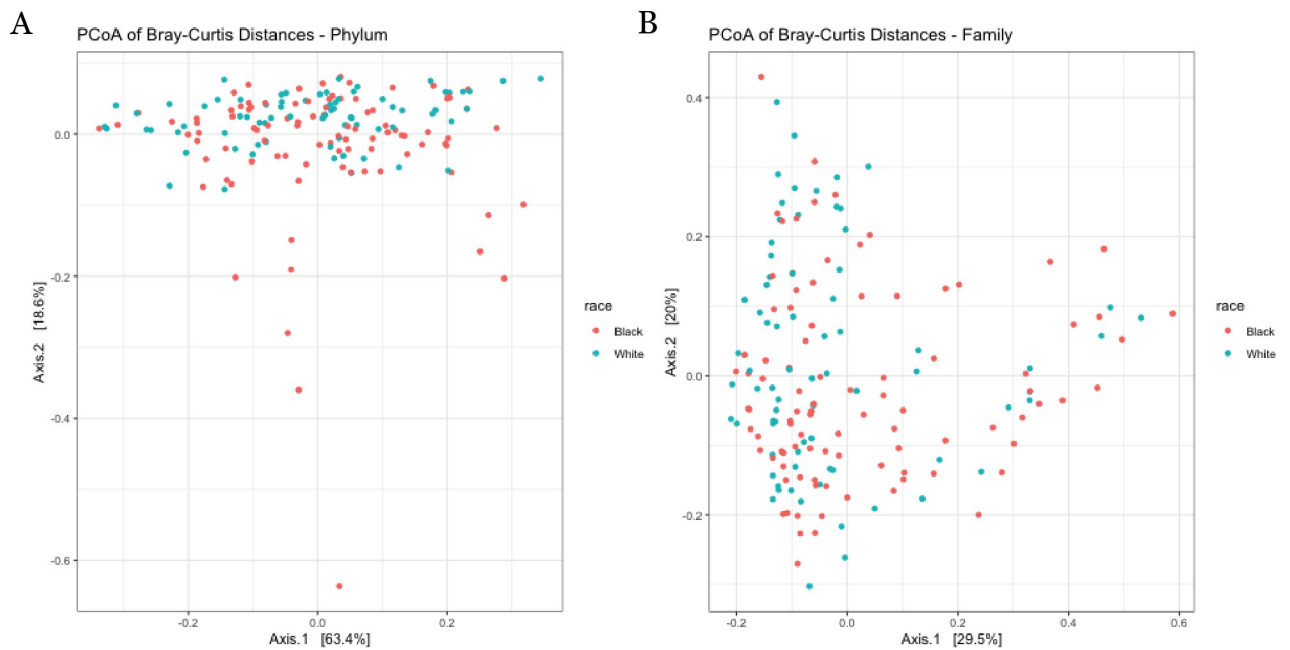 A
PCoA of Bray-Curtis Distances - Phylum
0.0
-0.2
-0.4
-0.6
Axis.2 [18.6%]
-0.2
0.0
0.2
Axis.1 [63.4%]
race
Black
White
B
PCoA of Bray-Curtis Distances - Family
0.4
0.2
0.0
-0.2
Axis.2 [20%]
-0.2
0.0
0.2
0.4
0.6
Axis.1 [29.5%]
race
Black
White